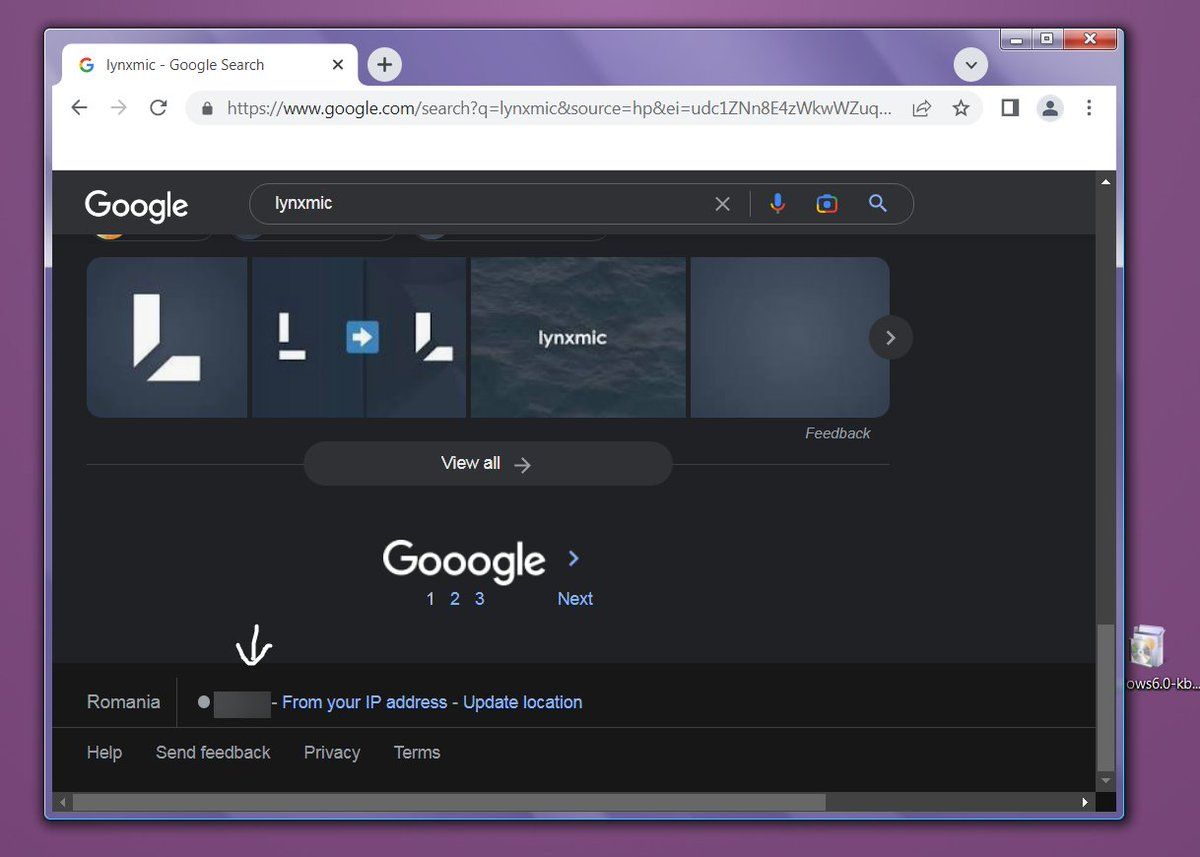 lynxmic - Google Search
https://www.google.com/search?q=lynxmic&source=hp&ei=udc1ZNn8E4zWkwWZuq...
Google lynxmic
lynxmic
Feedback
View all
Gooogle
1 2 3 Next
ows6.0-kb...
Romania - From your IP address - Update location
Help Send feedback Privacy Terms